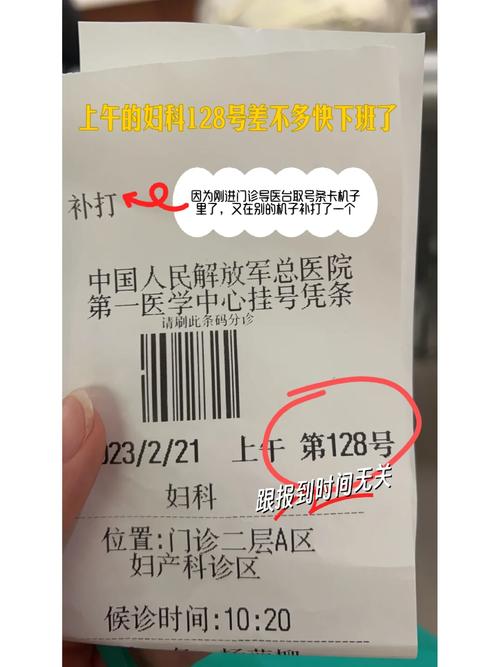 上午的妇科128号差不多快下班了
因为刚进门诊导医台取号条卡机子
里了，又在别的机子补打了一个
补打
中国人民解放军总医院
第一医学中心挂号凭条
请刷此条码分诊
023/2/21 上午 第128号
跟报到时间无关
妇科
位置:门诊二层A区
妇产科诊区
候诊时间:10:20